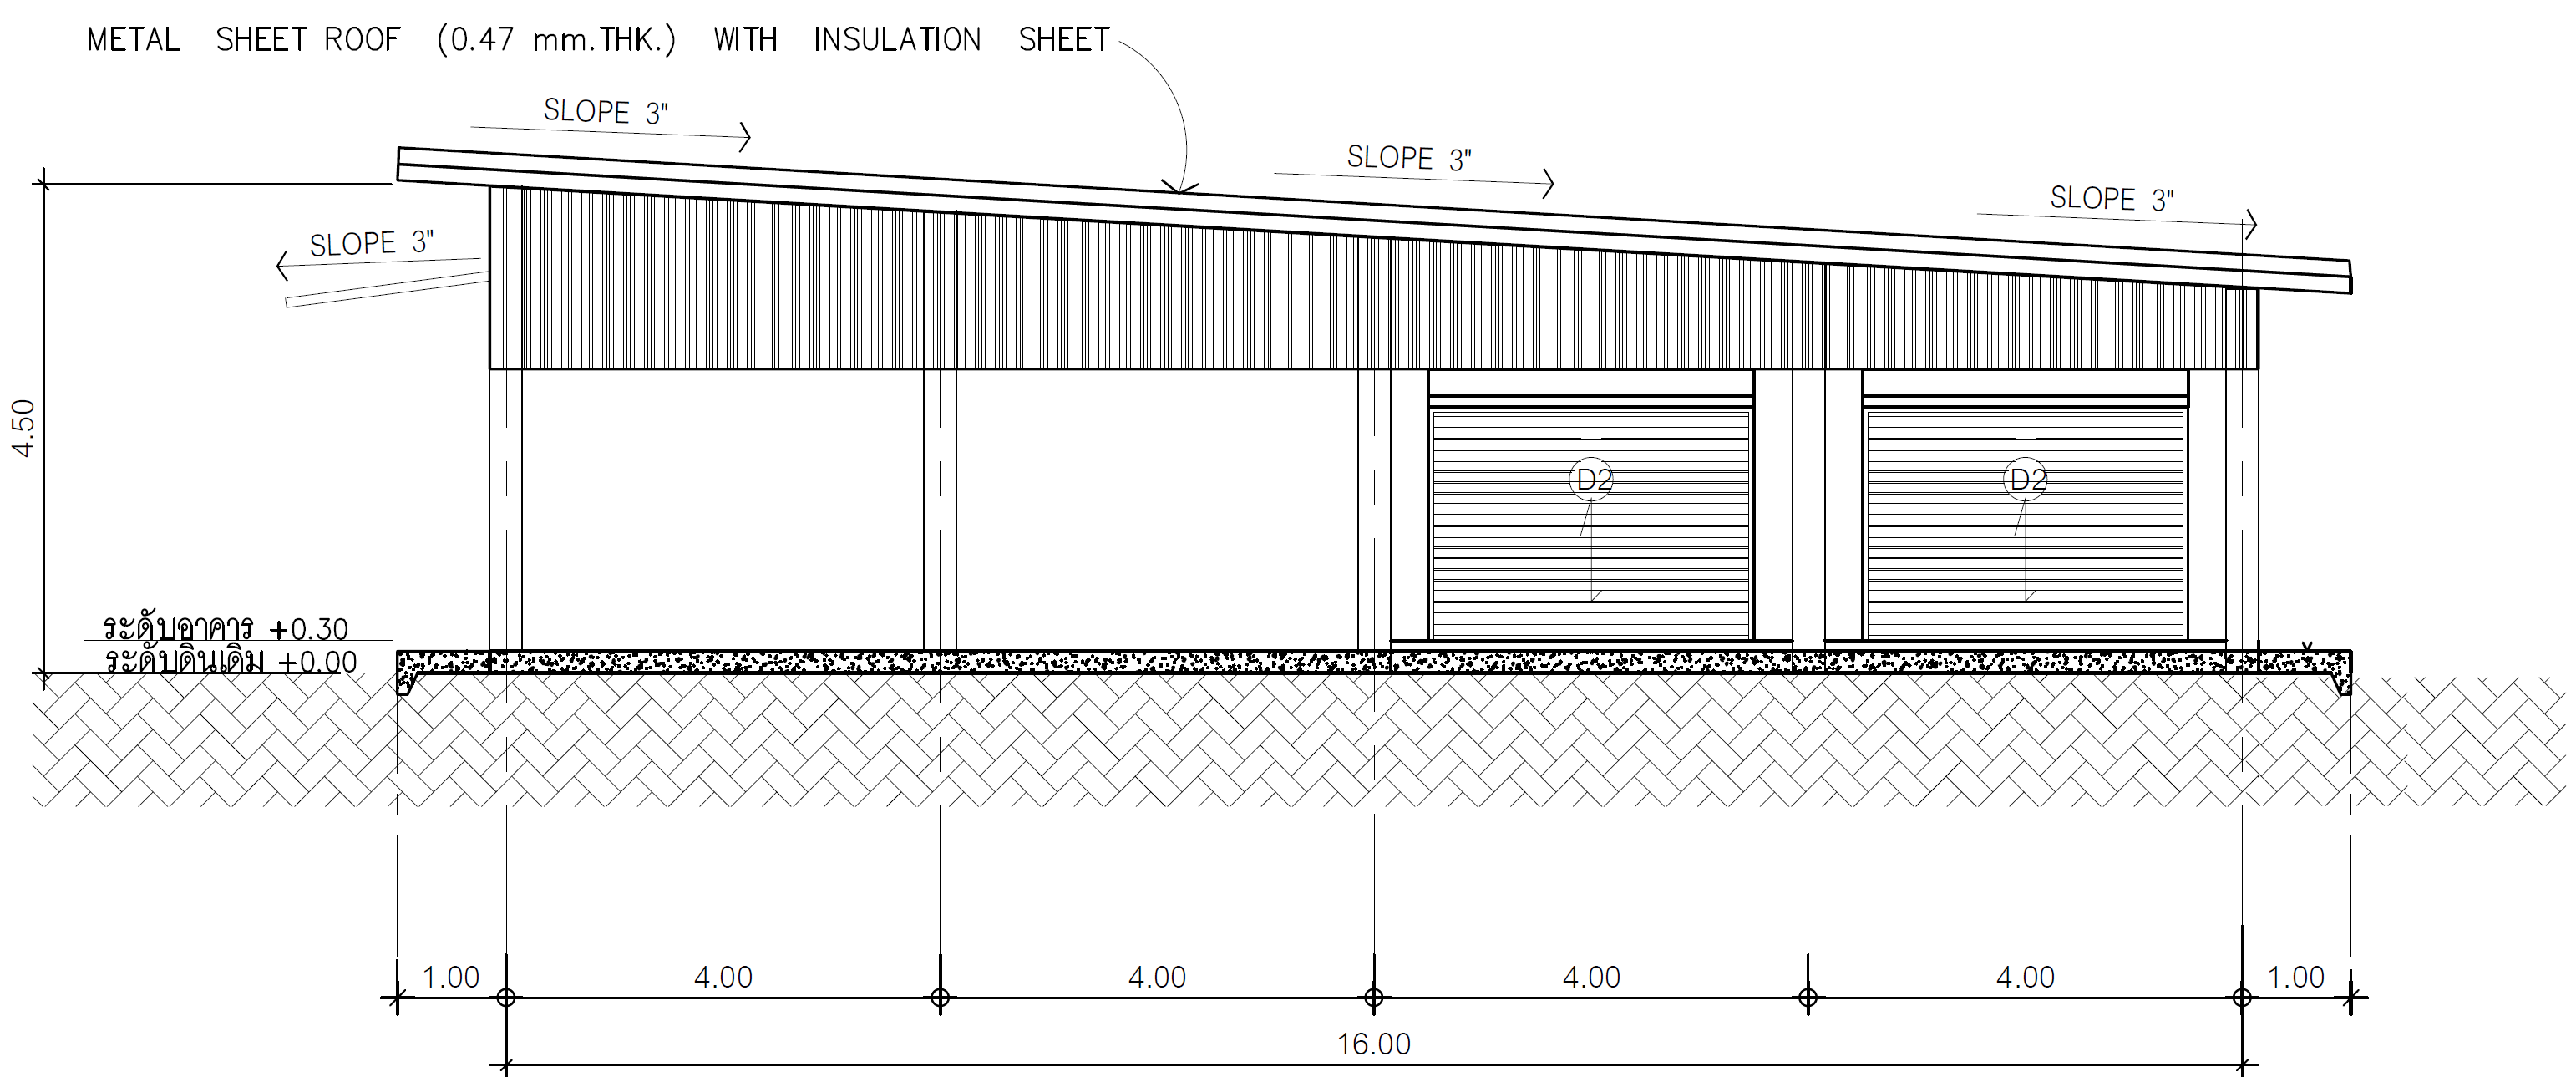 METAL SHEET ROOF (0.47 mm.THK.) WITH INSULATION SHEET
SLOPE 3"
SLOPE 3"
SLOPE 3"
SLOPE 3"
4.50
D2
D2
ระดับอาคาร +0.30
ระดับดินเดิม +0.00
1.00
4.00
4.00
4.00
4.00
1.00
16.00